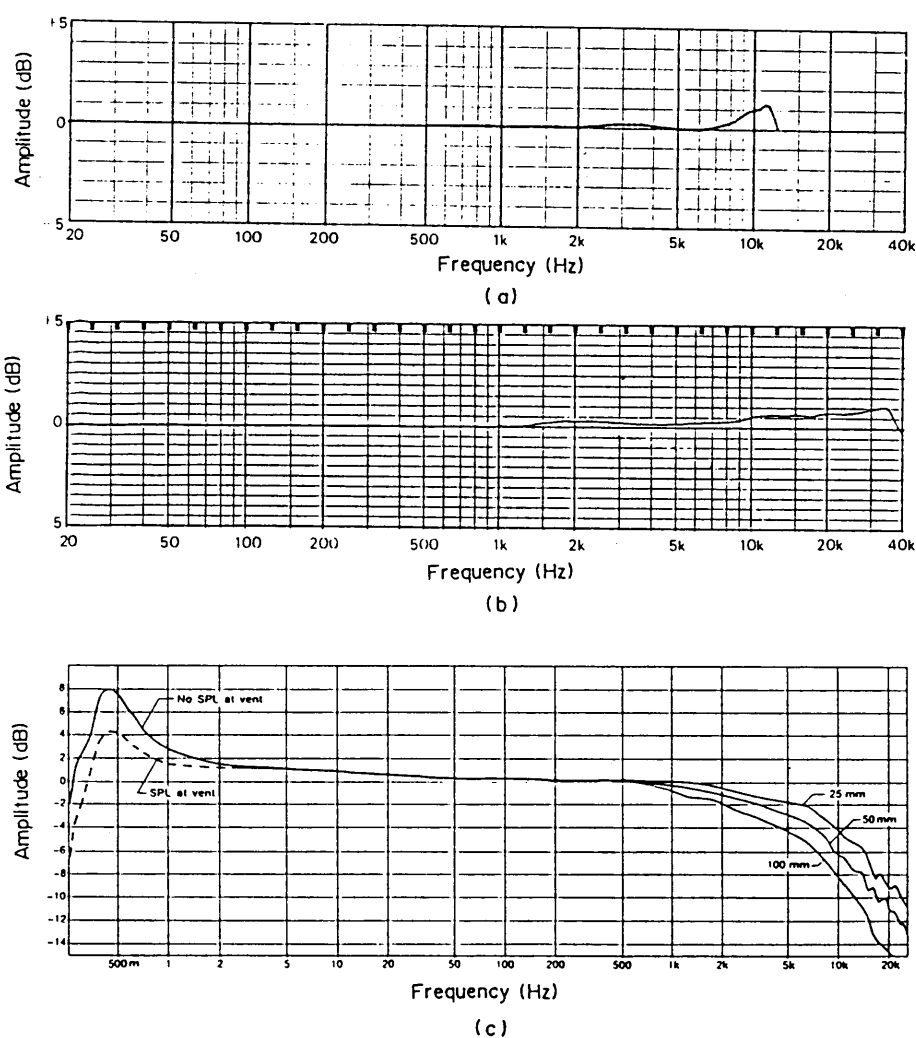 +5
Amplitude (dB)
0
5
20 50 100 200 500 1k 2k 5k 10k 20k 40k
Frequency (Hz)
(a)
+5
Amplitude (dB)
0
5
20 50 100 200 500 1k 2k 5k 10k 20k 40k
Frequency (Hz)
(b)
8
No SPL at vent
6
4
2
0
SPL at vent
25 mm
-2
50 mm
-4
-6
100 mm
-8
-10
-12
-14
Amplitude (dB)
500m 1 2 5 10 20 50 100 200 500 1k 2k 5k 10k 20k
Frequency (Hz)
(c)